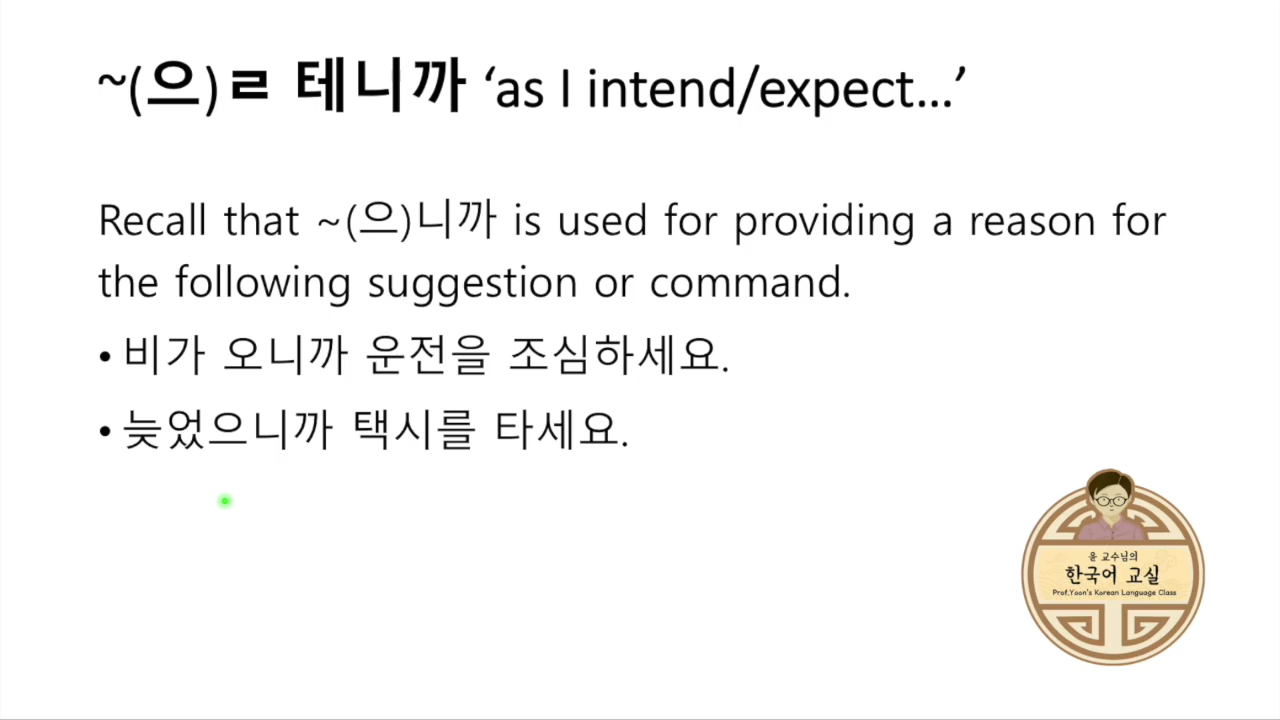 ~(으)ㄹ 테니까 ‘as I intend/expect…’
Recall that ~(으)니까 is used for providing a reason for
the following suggestion or command.
• 비가 오니까 운전을 조심하세요.
• 늦었으니까 택시를 타세요.
윤 교수님의
한국어 교실
Prof.Yoon's Korean Language Class